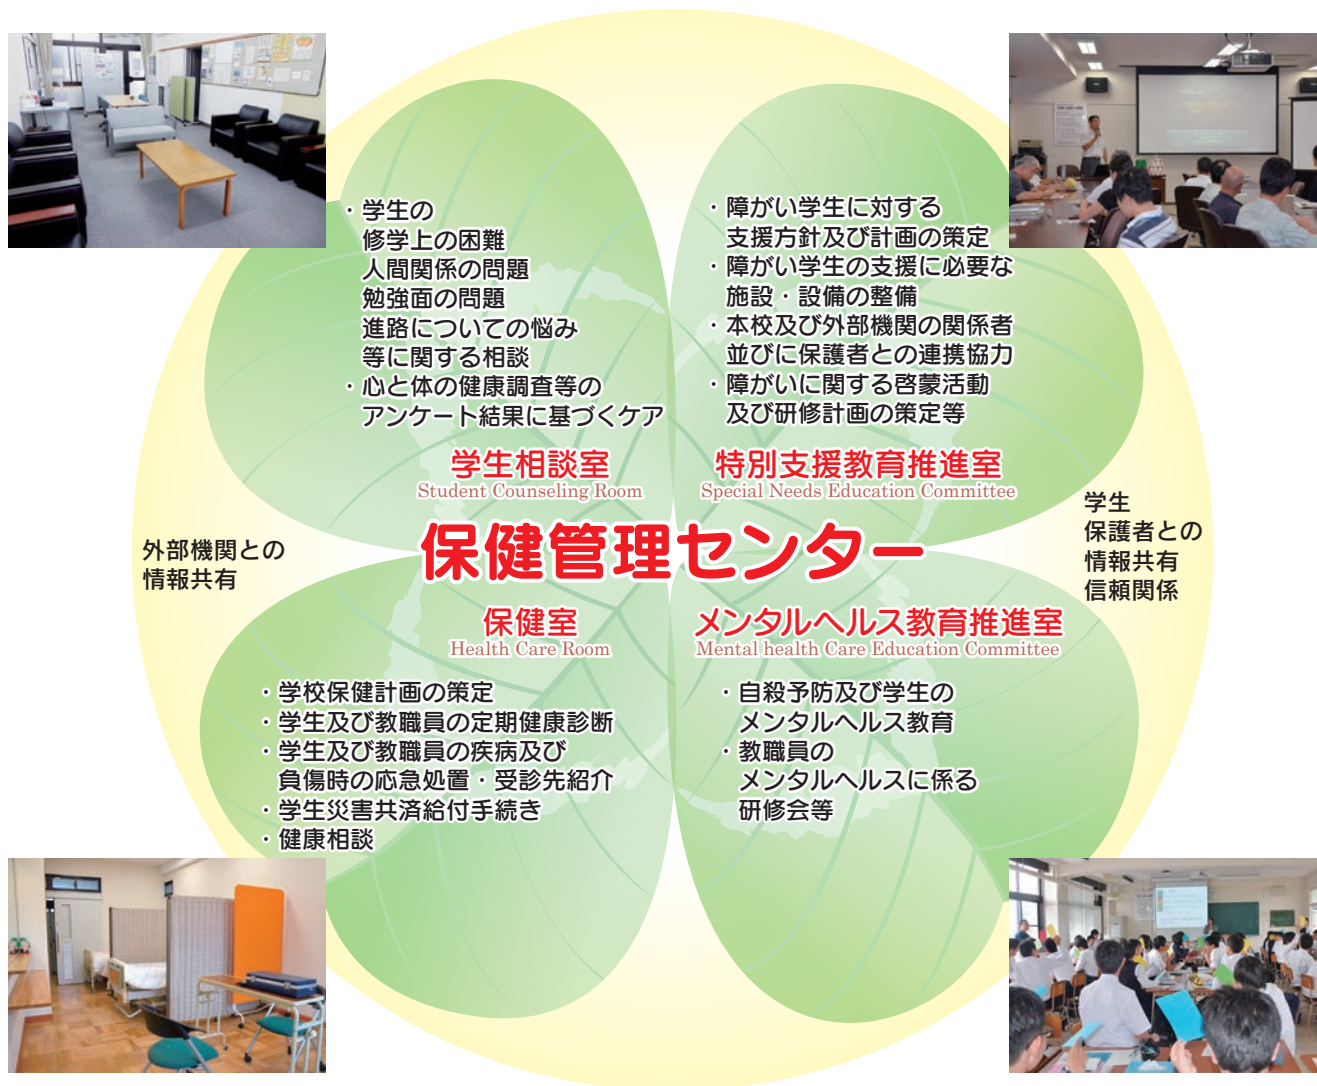 ・学生の
修学上の困難
人間関係の問題
勉強面の問題
進路についての悩み
等に関する相談
・心と体の健康調査等の
アンケート結果に基づくケア
学生相談室
Student Counseling Room
・障がい学生に対する
支援方針及び計画の策定
・障がい学生の支援に必要な
施設・設備の整備
・本校及び外部機関の関係者
並びに保護者との連携協力
・障がいに関する啓蒙活動
及び研修計画の策定等
特別支援教育推進室
Special Needs Education Committee
外部機関との
情報共有
保健管理センター
学生
保護者との
情報共有
信頼関係
保健室
Health Care Room
・学校保健計画の策定
・学生及び教職員の定期健康診断
・学生及び教職員の疾病及び
負傷時の応急処置・受診先紹介
・学生災害共済給付手続き
・健康相談
メンタルヘルス教育推進室
Mental health Care Education Committee
・自殺予防及び学生の
メンタルヘルス教育
・教職員の
メンタルヘルスに係る
研修会等